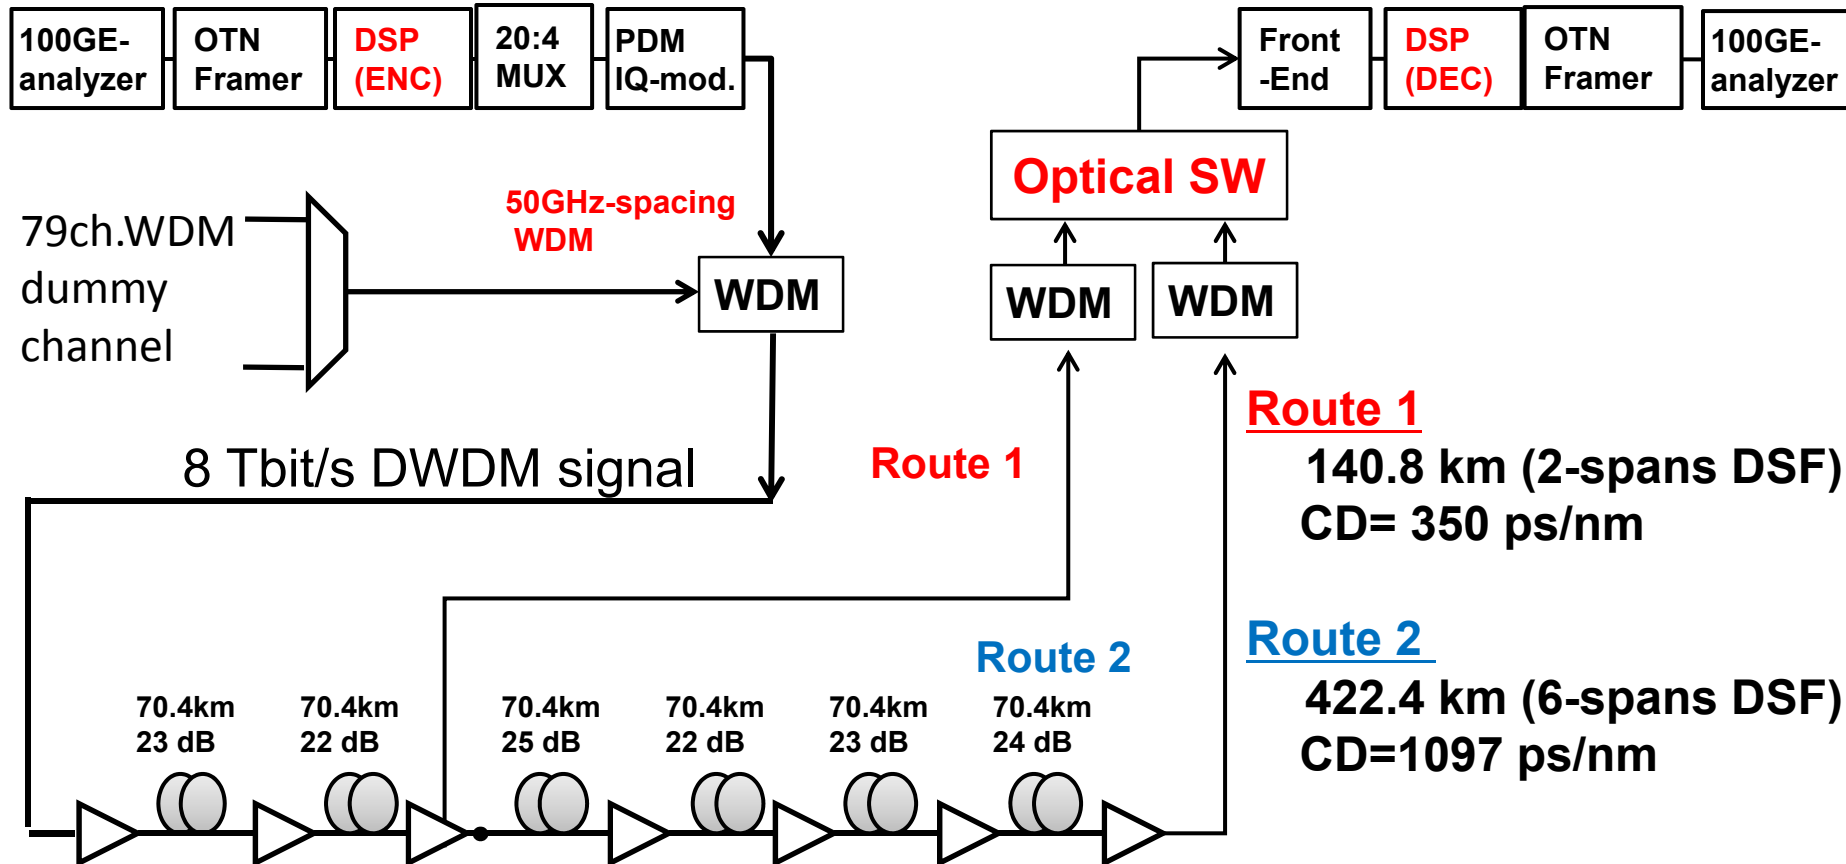 100GE-
analyzer
OTN
Framer
DSP
(ENC)
20:4
MUX
PDM
IQ-mod.
Front
-End
DSP
(DEC)
OTN
Framer
100GE-
analyzer
Optical SW
50GHz-spacing
WDM
79ch.WDM
dummy
channel
WDM
WDM
WDM
8 Tbit/s DWDM signal
Route 1
Route 1
140.8 km (2-spans DSF)
CD= 350 ps/nm
Route 2
Route 2
422.4 km (6-spans DSF)
CD=1097 ps/nm
70.4km
23 dB
70.4km
22 dB
70.4km
25 dB
70.4km
22 dB
70.4km
23 dB
70.4km
24 dB